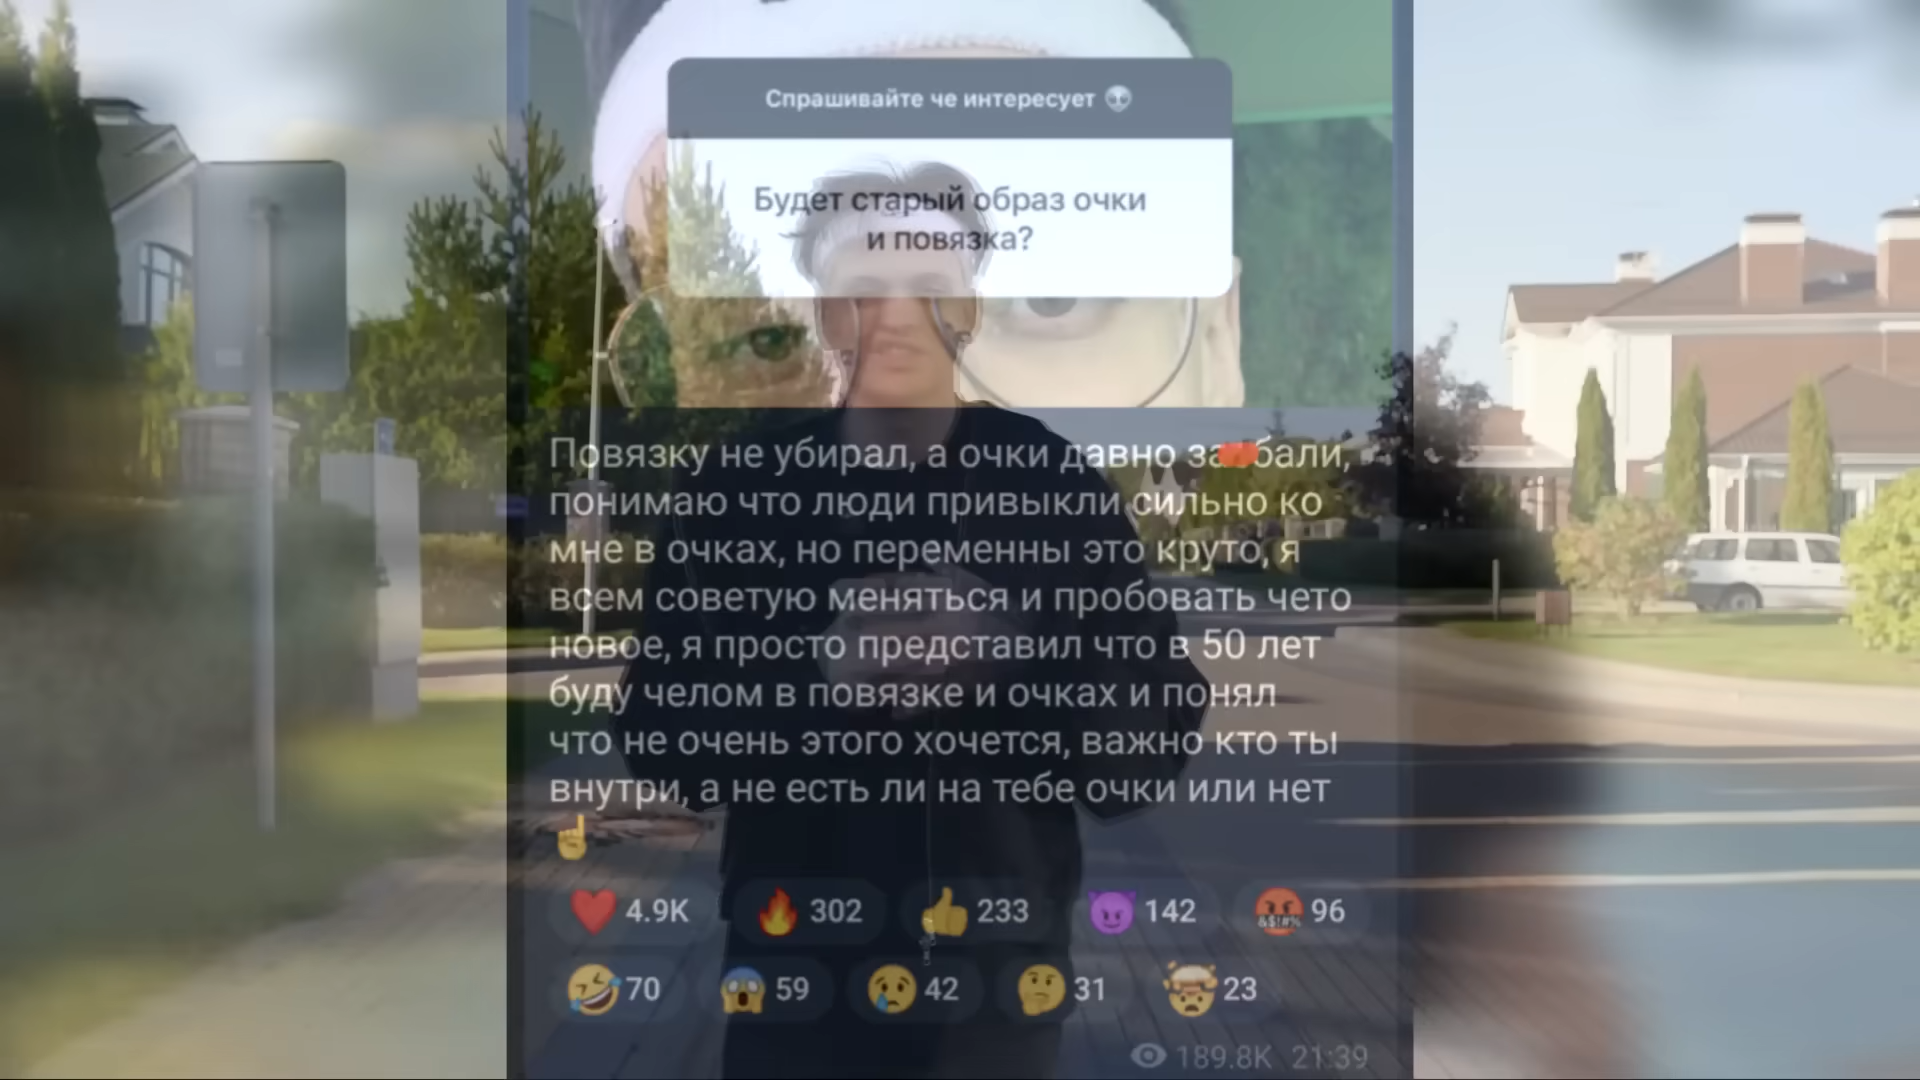 Спрашивайте че интересует 👽
Будет старый образ очки
и повязка?
Повязку не убирал, а очки давно за бали,
понимаю что люди привыкли сильно ко
мне в очках, но переменны это круто, я
всем советую меняться и пробовать чето
новое, я просто представил что в 50 лет
буду челом в повязке и очках и понял
что не очень этого хочется, важно кто ты
внутри, а не есть ли на тебе очки или нет
☝️
❤️ 4.9K 🔥 302 👍 233 😈 142 🤬 96
🤣 70 😱 59 😢 42 🤔 31 🤯 23
189.8K 21:39